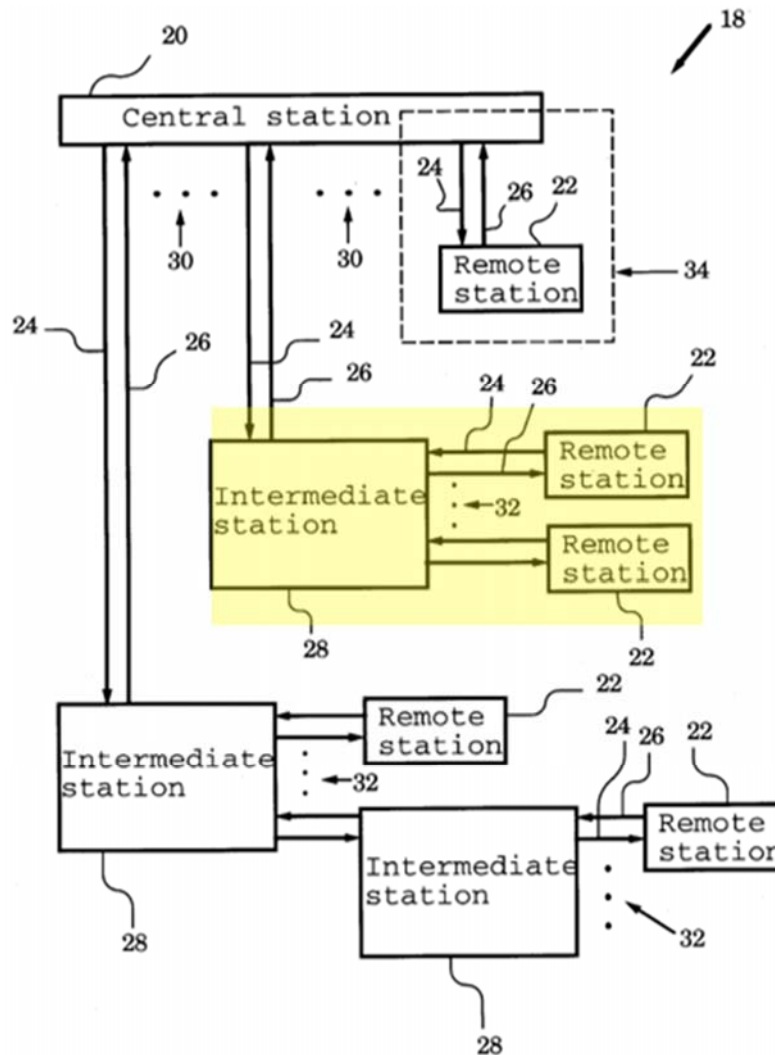 18
20
Central station
24
26
22
30
30
Remote
station
34
24
26
24
26
24
26
22
Intermediate
station
32
Remote
station
Remote
station
28
22
Intermediate
station
Remote
station
22
32
24
26
22
Intermediate
station
Remote
station
28
32
28